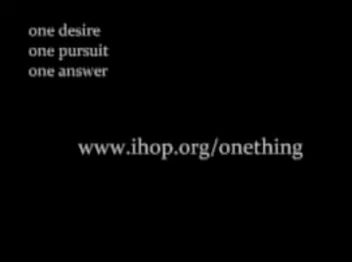 one desire
one pursuit
one answer
www.ihop.org/onething